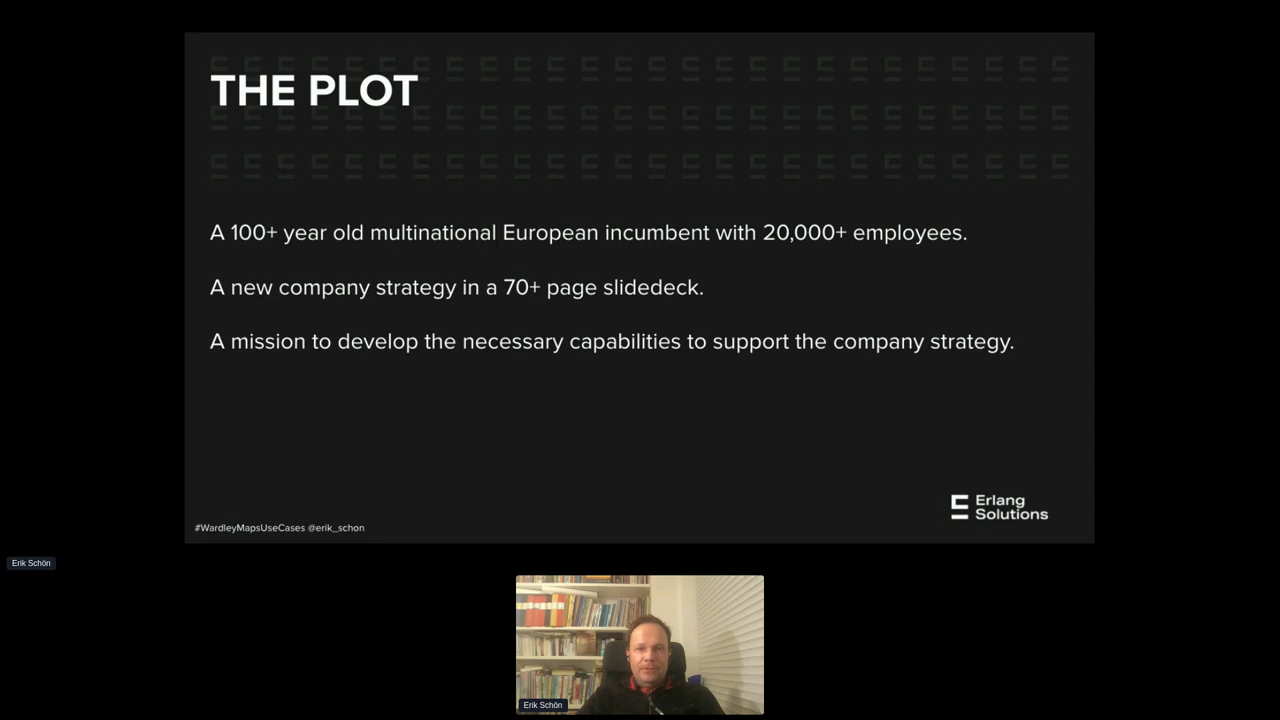 THE PLOT
A 100+ year old multinational European incumbent with 20,000+ employees.
A new company strategy in a 70+ page slidedeck.
A mission to develop the necessary capabilities to support the company strategy.
Erlang
Solutions
#WardleyMapsUseCases @erik_schon
Erik Schön
Erik Schön